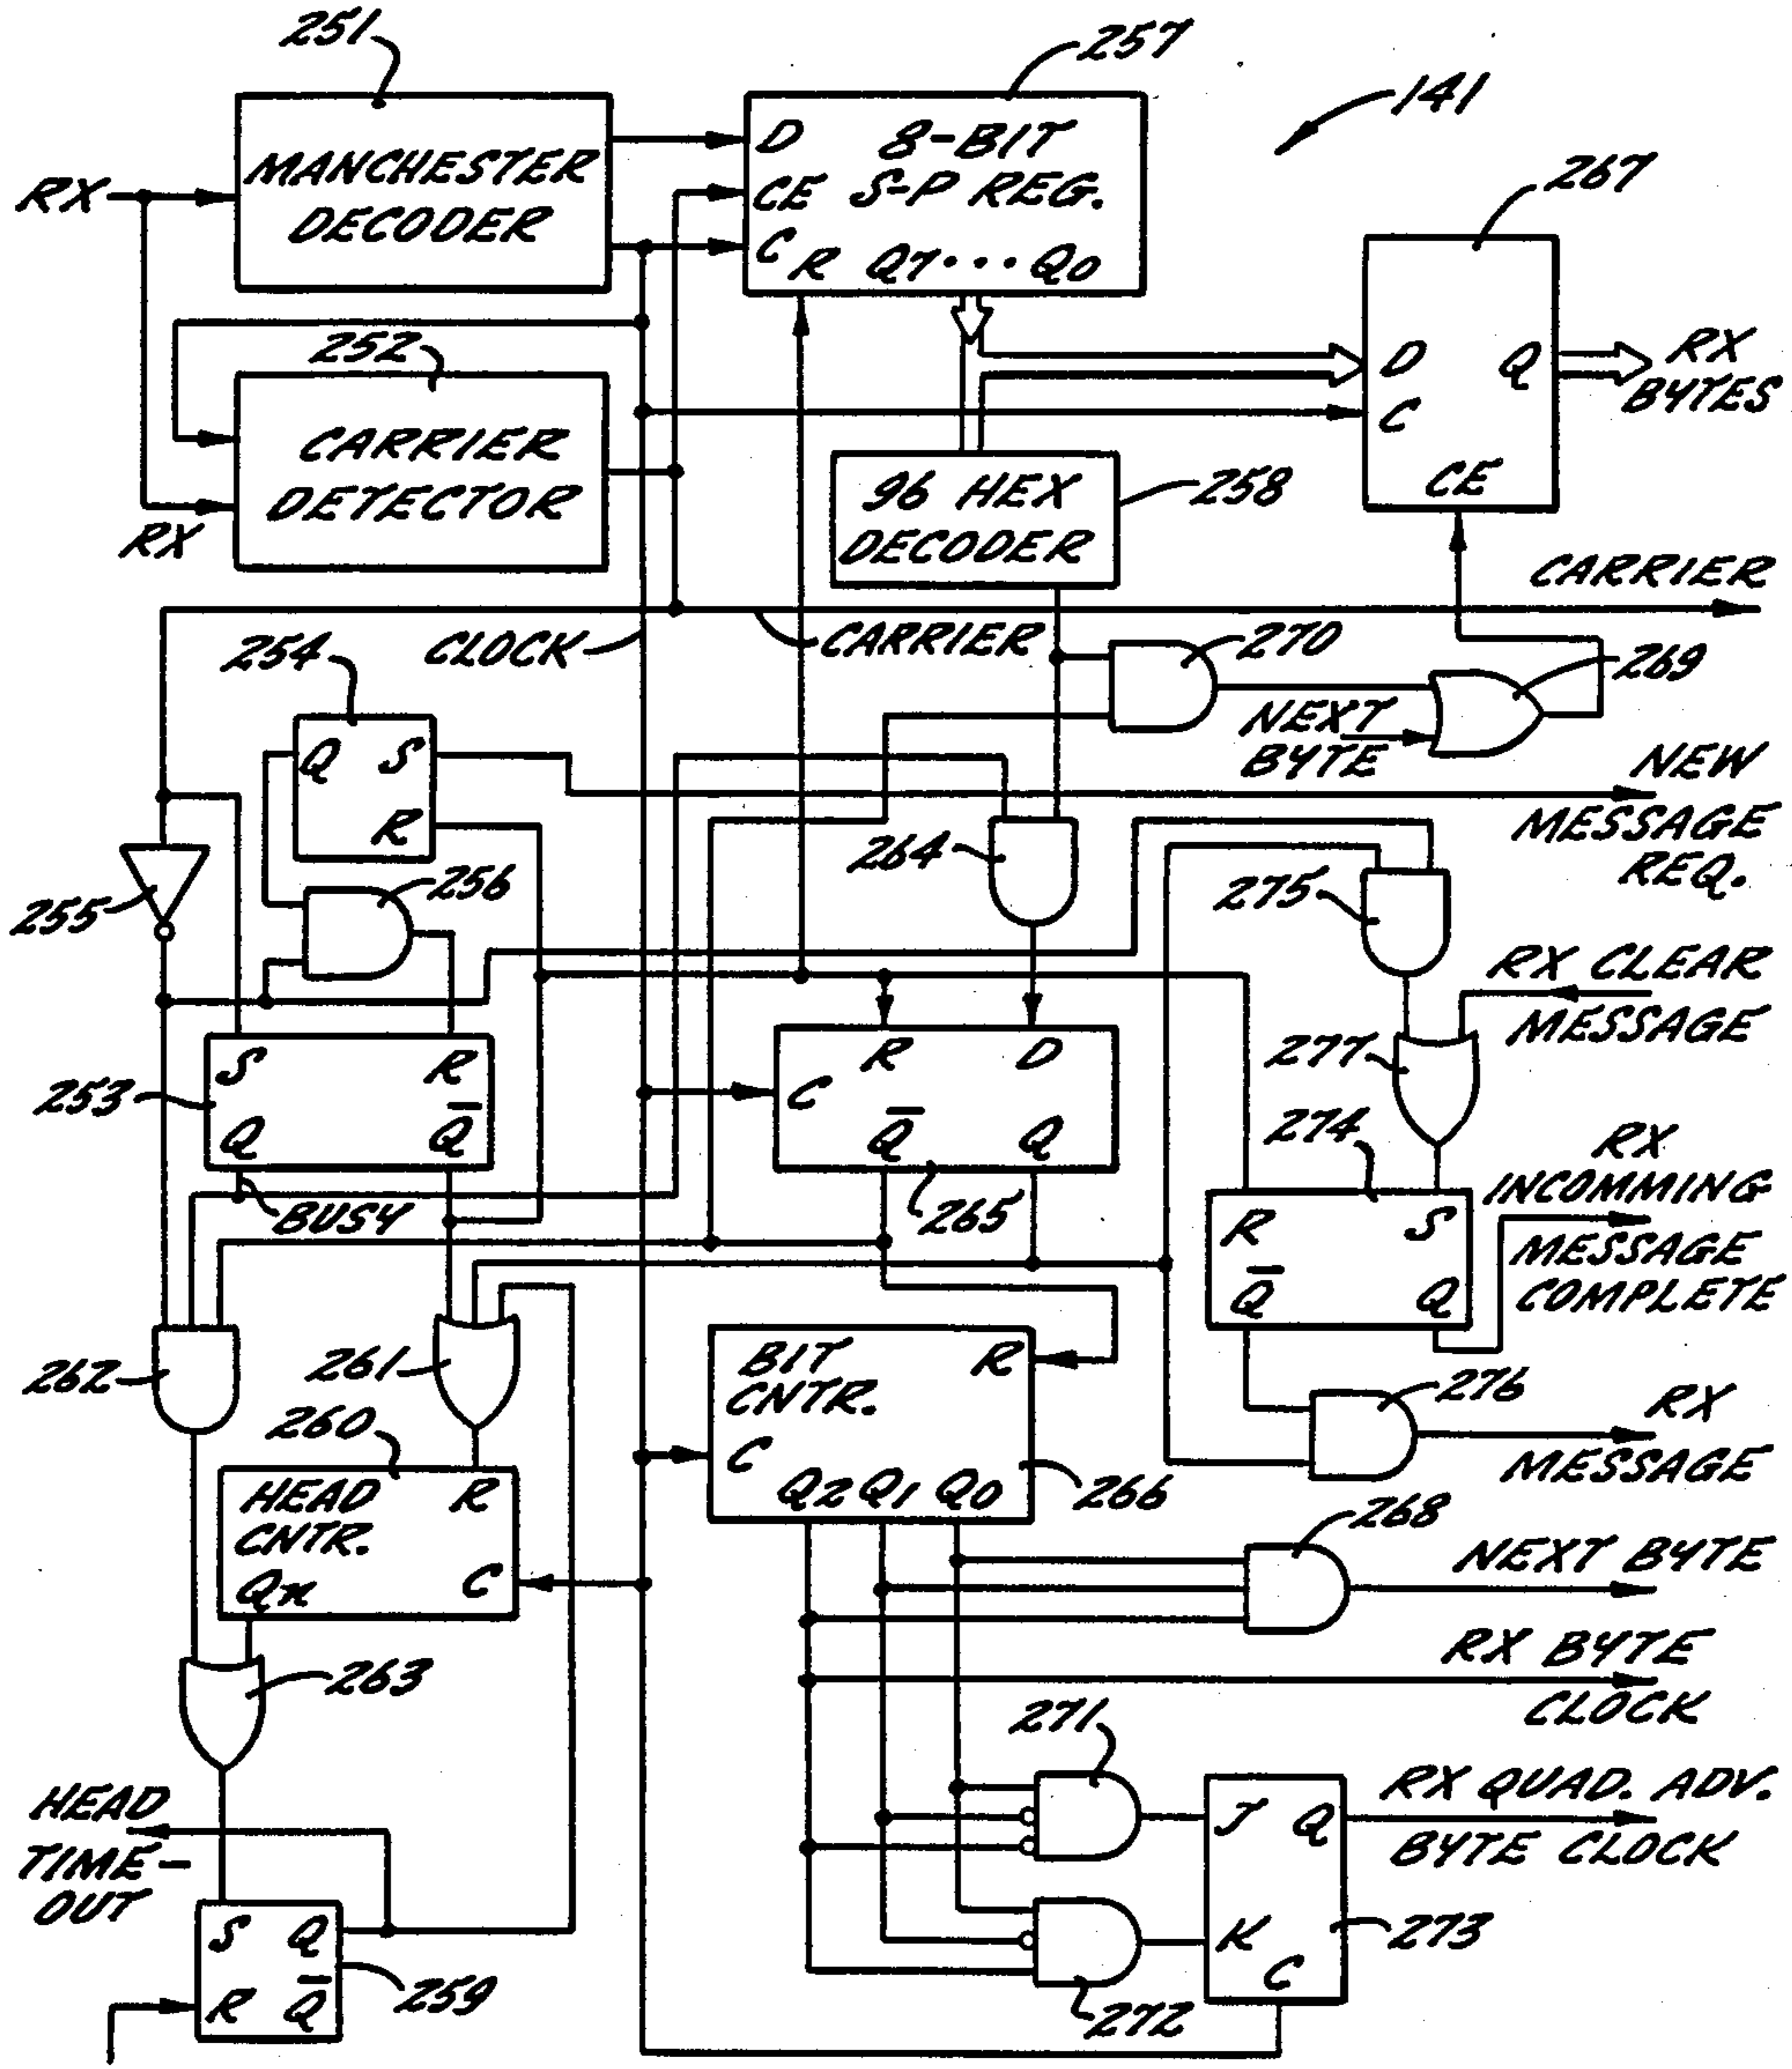 251
257
141
MANCHESTER
DECODER
D
8-BIT
CE
S-P REG.
C
R
Q7...Q0
RX
267
252
CARRIER
DETECTOR
RX
D
Q
C
CE
RX
BYTES
96 HEX
DECODER
258
CARRIER
254
CLOCK
CARRIER
270
269
NEXT
BYTE
Q
S
R
NEW
MESSAGE
REQ.
264
255
256
275
RX CLEAR
MESSAGE
253
S
R
Q
Q̅
BUSY
C
R
D
Q̅
Q
265
277
274
R
S
Q̅
Q
RX
INCOMMING
MESSAGE
COMPLETE
262
261
260
BIT
CNTR.
R
C
Q2 Q1 Q0
266
276
RX
MESSAGE
HEAD
CNTR.
R
Qn
C
268
NEXT BYTE
263
RX BYTE
CLOCK
271
HEAD
TIME-
OUT
J
Q
K
C
273
RX QUAD. ADV.
BYTE CLOCK
S
Q
R
Q̅
259
272